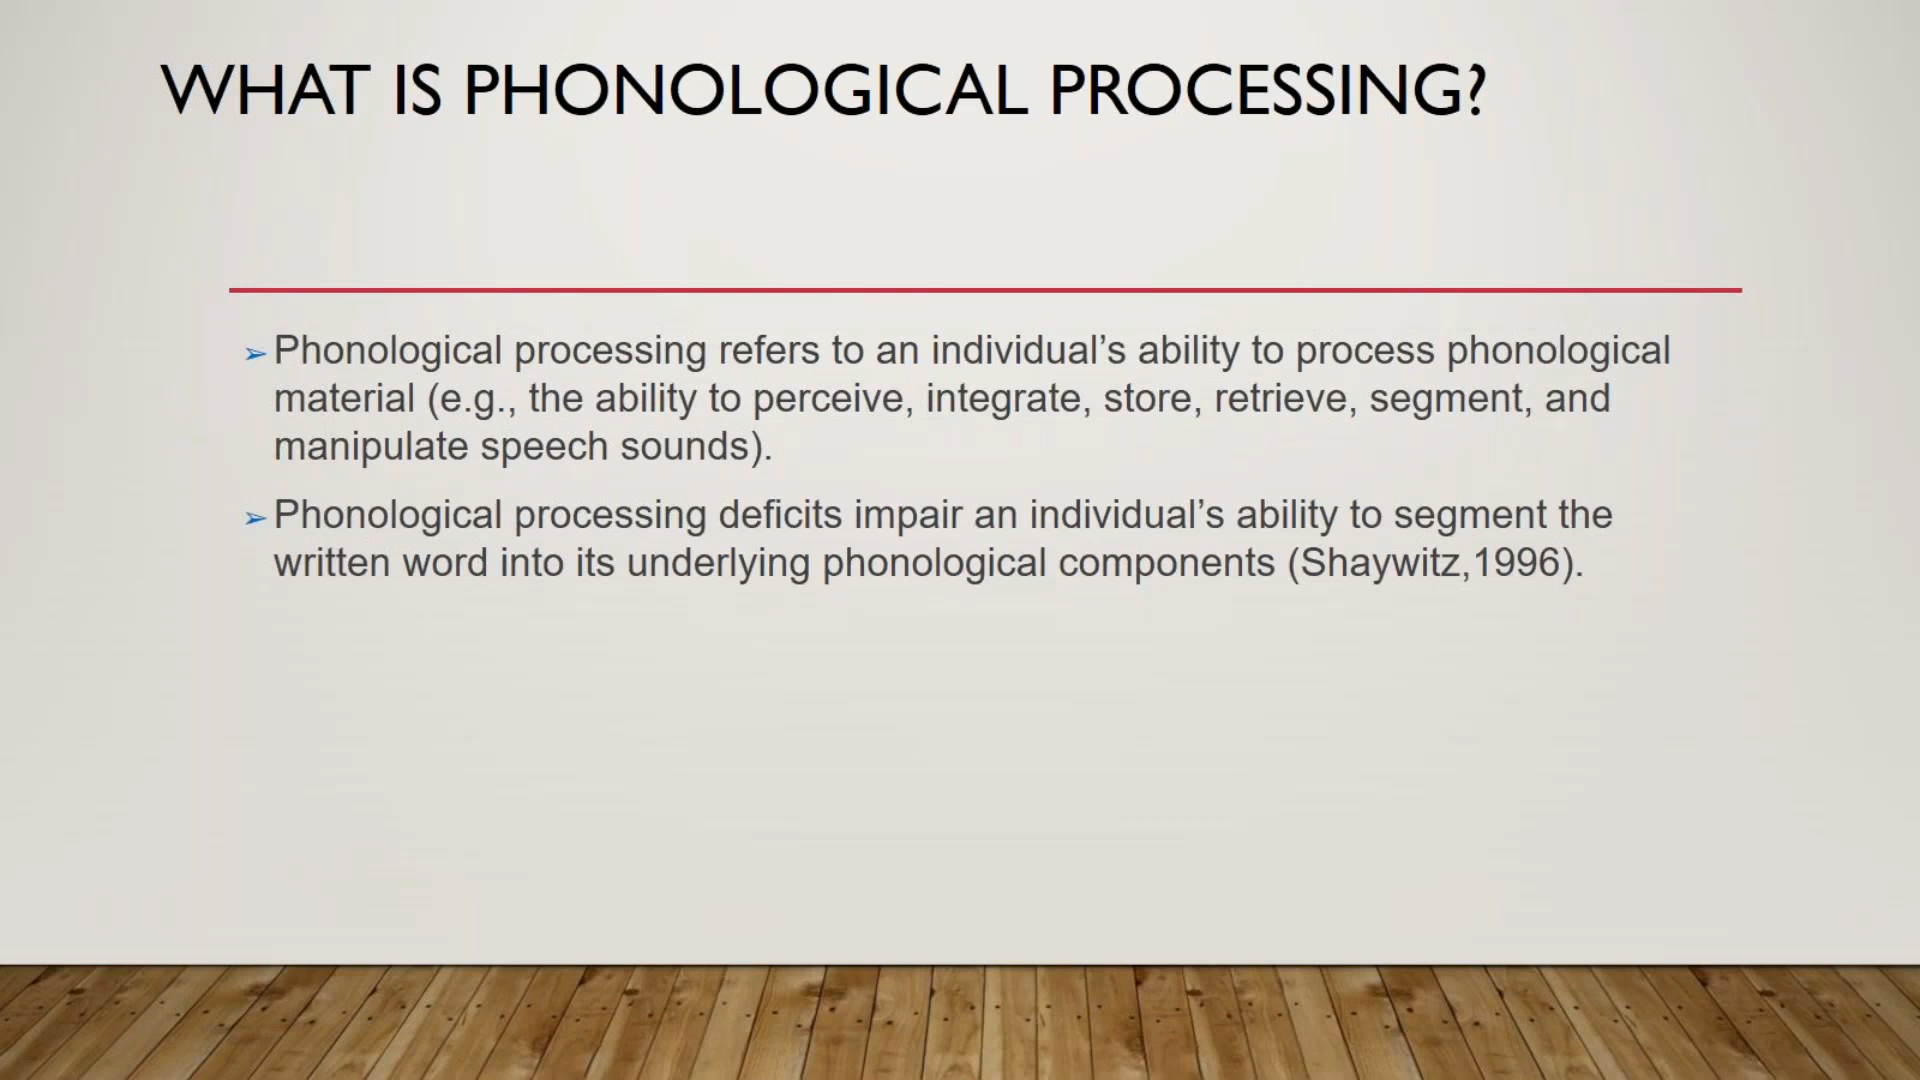 WHAT IS PHONOLOGICAL PROCESSING?
➢Phonological processing refers to an individual’s ability to process phonological
material (e.g., the ability to perceive, integrate, store, retrieve, segment, and
manipulate speech sounds).
➢Phonological processing deficits impair an individual’s ability to segment the
written word into its underlying phonological components (Shaywitz,1996).